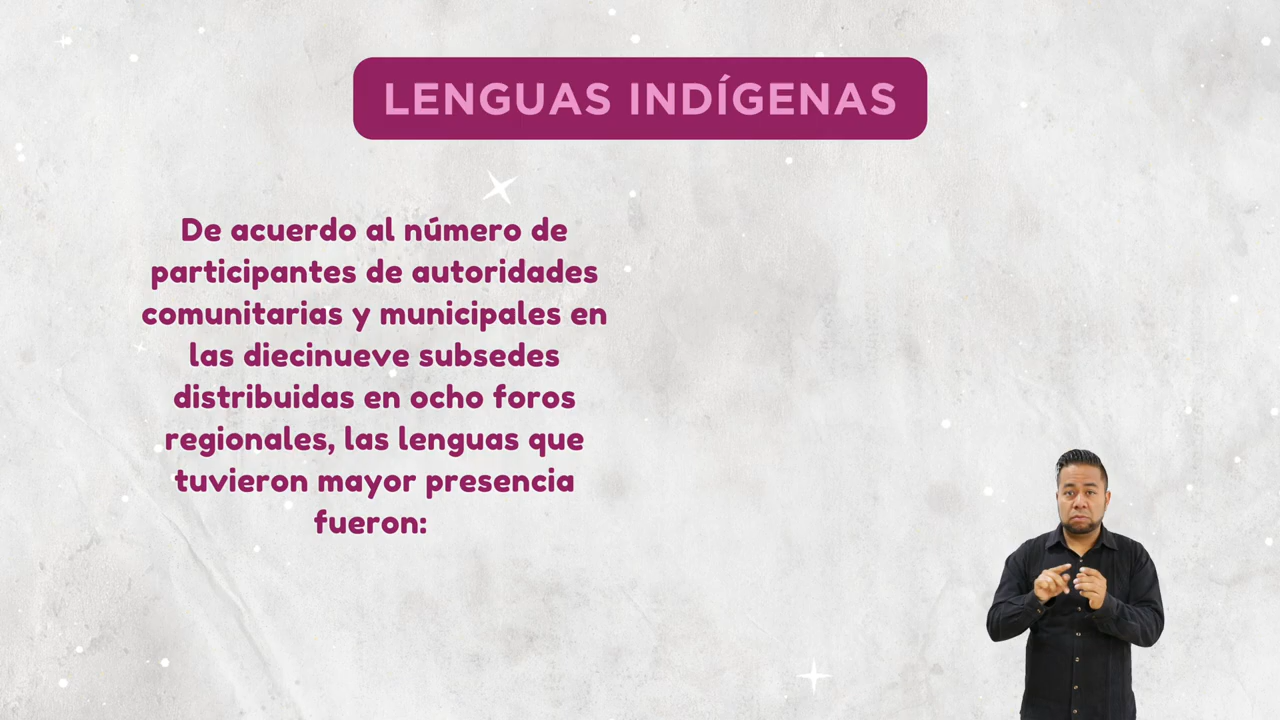 LENGUAS INDÍGENAS
De acuerdo al número de
participantes de autoridades
comunitarias y municipales en
las diecinueve subsedes
distribuidas en ocho foros
regionales, las lenguas que
tuvieron mayor presencia
fueron: